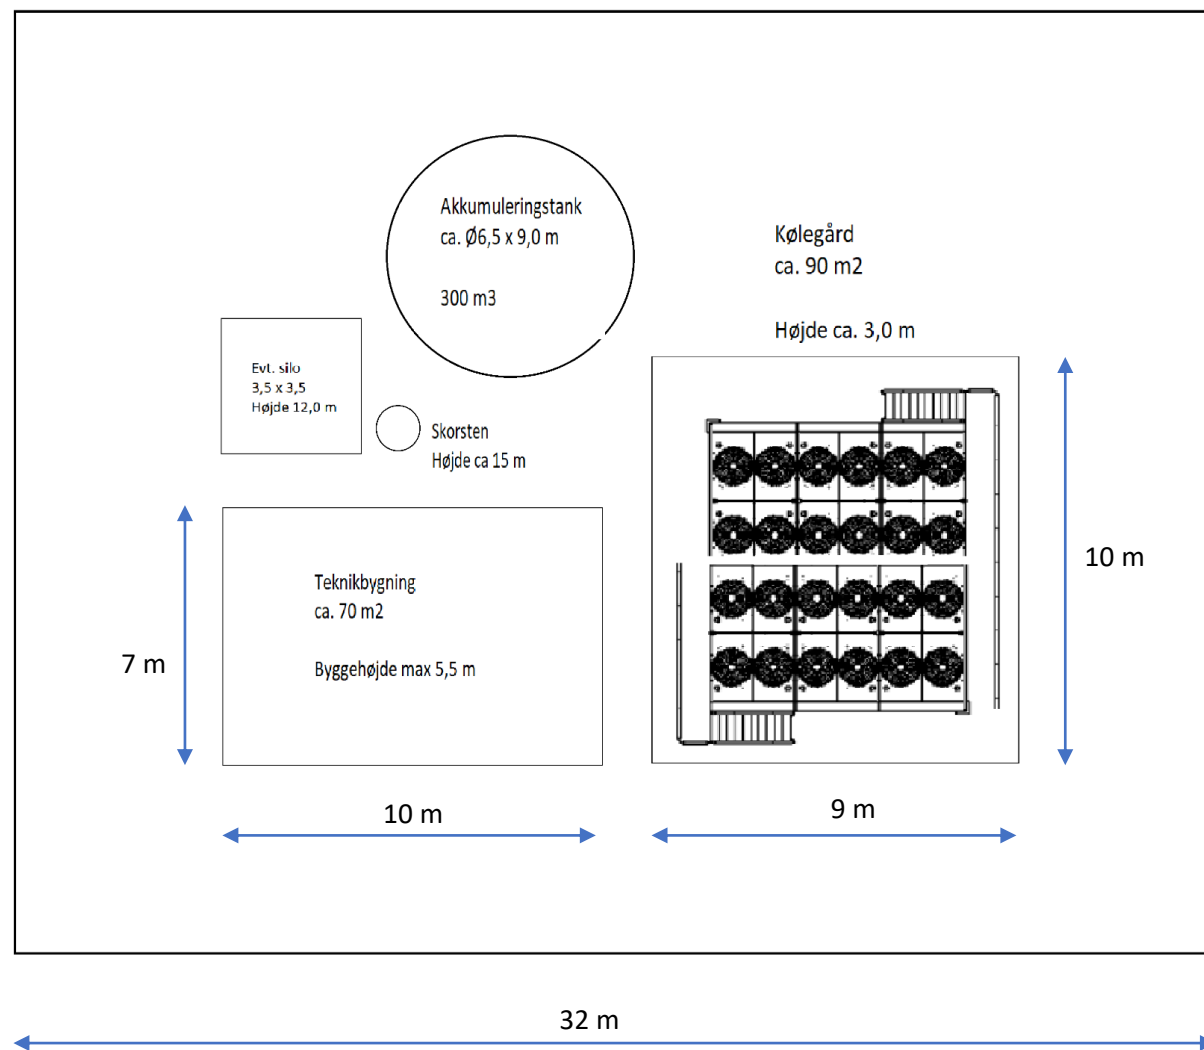 Akkumuleringstank
ca. Ø6,5 x 9,0 m
300 m3
Kølegård
ca. 90 m2
Højde ca. 3,0 m
Evt. silo
3,5 x 3,5
Højde 12,0 m
Skorsten
Højde ca 15 m
10 m
Teknikbygning
ca. 70 m2
Byggehøjde max 5,5 m
7 m
10 m
9 m
32 m